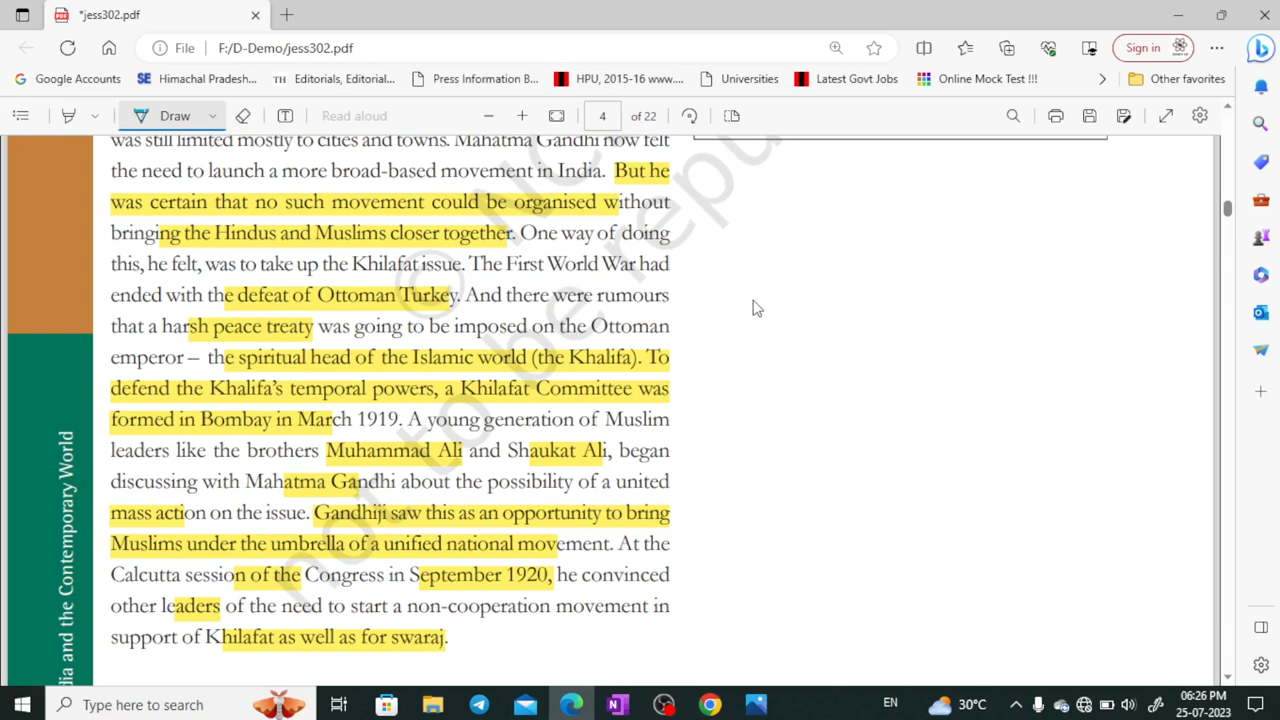 *jess302.pdf
File F:/D-Demo/jess302.pdf Sign in
Google Accounts SE Himachal Pradesh... TH Editorials, Editorial... Press Information B... HPU, 2015-16 www.... Universities Latest Govt Jobs Online Mock Test !!! Other favorites
Draw Read aloud 4 of 22
was still limited mostly to cities and towns. Mahatma Gandhi now felt
the need to launch a more broad-based movement in India. But he
was certain that no such movement could be organised without
bringing the Hindus and Muslims closer together. One way of doing
this, he felt, was to take up the Khilafat issue. The First World War had
ended with the defeat of Ottoman Turkey. And there were rumours
that a harsh peace treaty was going to be imposed on the Ottoman
emperor – the spiritual head of the Islamic world (the Khalifa). To
defend the Khalifa's temporal powers, a Khilafat Committee was
formed in Bombay in March 1919. A young generation of Muslim
leaders like the brothers Muhammad Ali and Shaukat Ali, began
discussing with Mahatma Gandhi about the possibility of a united
mass action on the issue. Gandhiji saw this as an opportunity to bring
Muslims under the umbrella of a unified national movement. At the
Calcutta session of the Congress in September 1920, he convinced
other leaders of the need to start a non-cooperation movement in
support of Khilafat as well as for swaraj.
dia and the Contemporary World
© NC
not to be repu
Type here to search EN 30°C 06:26 PM
25-07-2023